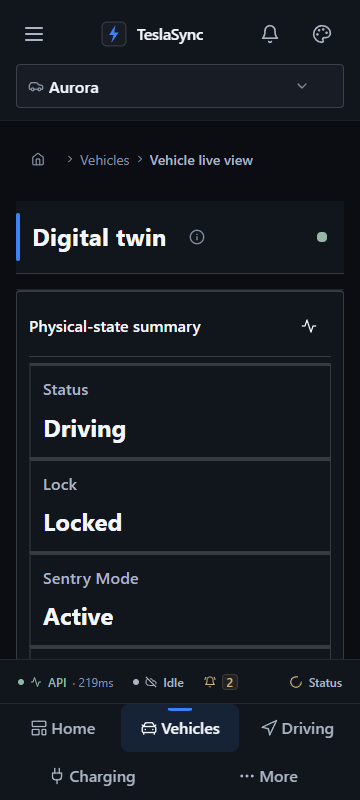 TeslaSync
Aurora
Vehicles
Vehicle live view
Digital twin
Physical-state summary
Status
Driving
Lock
Locked
Sentry Mode
Active
API · 219ms
Idle
2
Status
Home
Vehicles
Driving
Charging
More